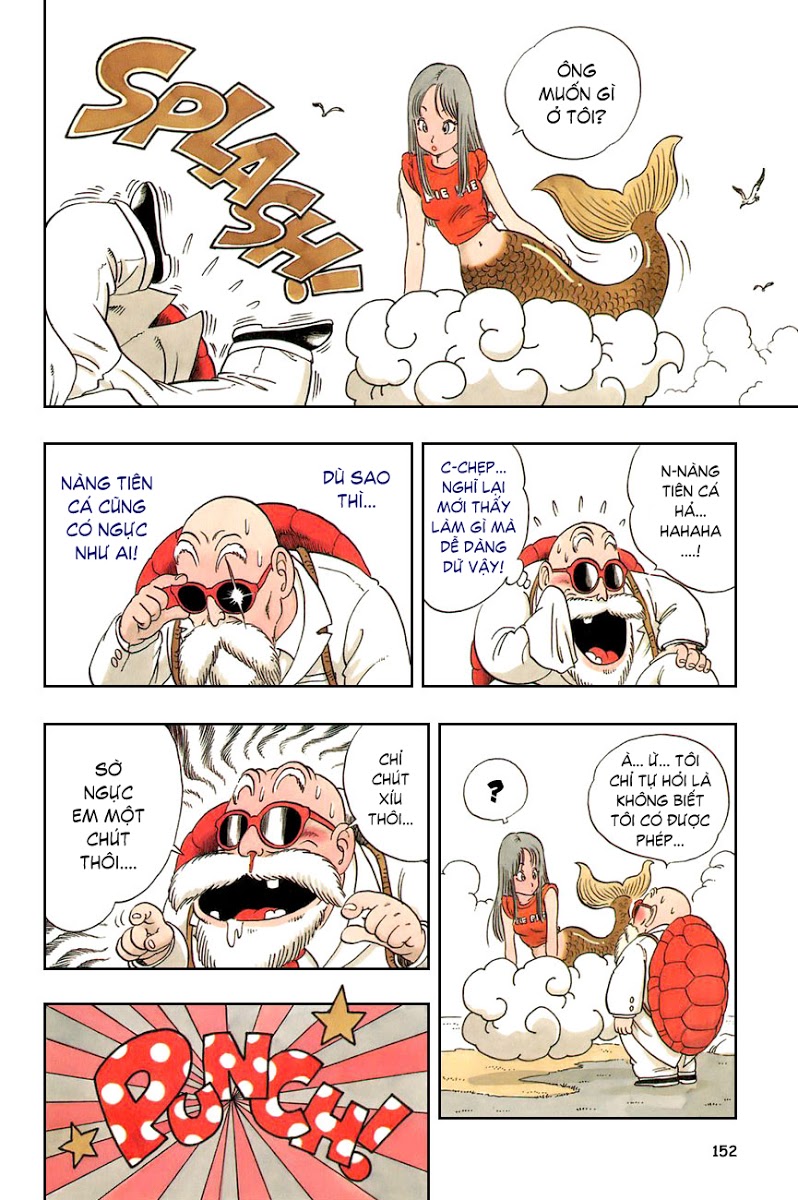 ÔNG
MUỐN GÌ
Ở TÔI?
SPLASH!
N-NÀNG
TIÊN CÁ
HẢ...
HAHAHA
....!
C-CHẸP...
NGHĨ LẠI
MỚI THẤY
LÀM GÌ MÀ
DỄ DÀNG
DỮ VẬY!
DÙ SAO
THÌ...
NÀNG TIÊN
CÁ CŨNG
CÓ NGỰC
NHƯ AI!
À... Ừ... TÔI
CHỈ TỰ HỎI LÀ
KHÔNG BIẾT
TÔI CÓ ĐƯỢC
PHÉP...
?
CHỈ
CHÚT
XÍU
THÔI...
SỜ
NGỰC
EM MỘT
CHÚT
THÔI....
PUNCH!
152